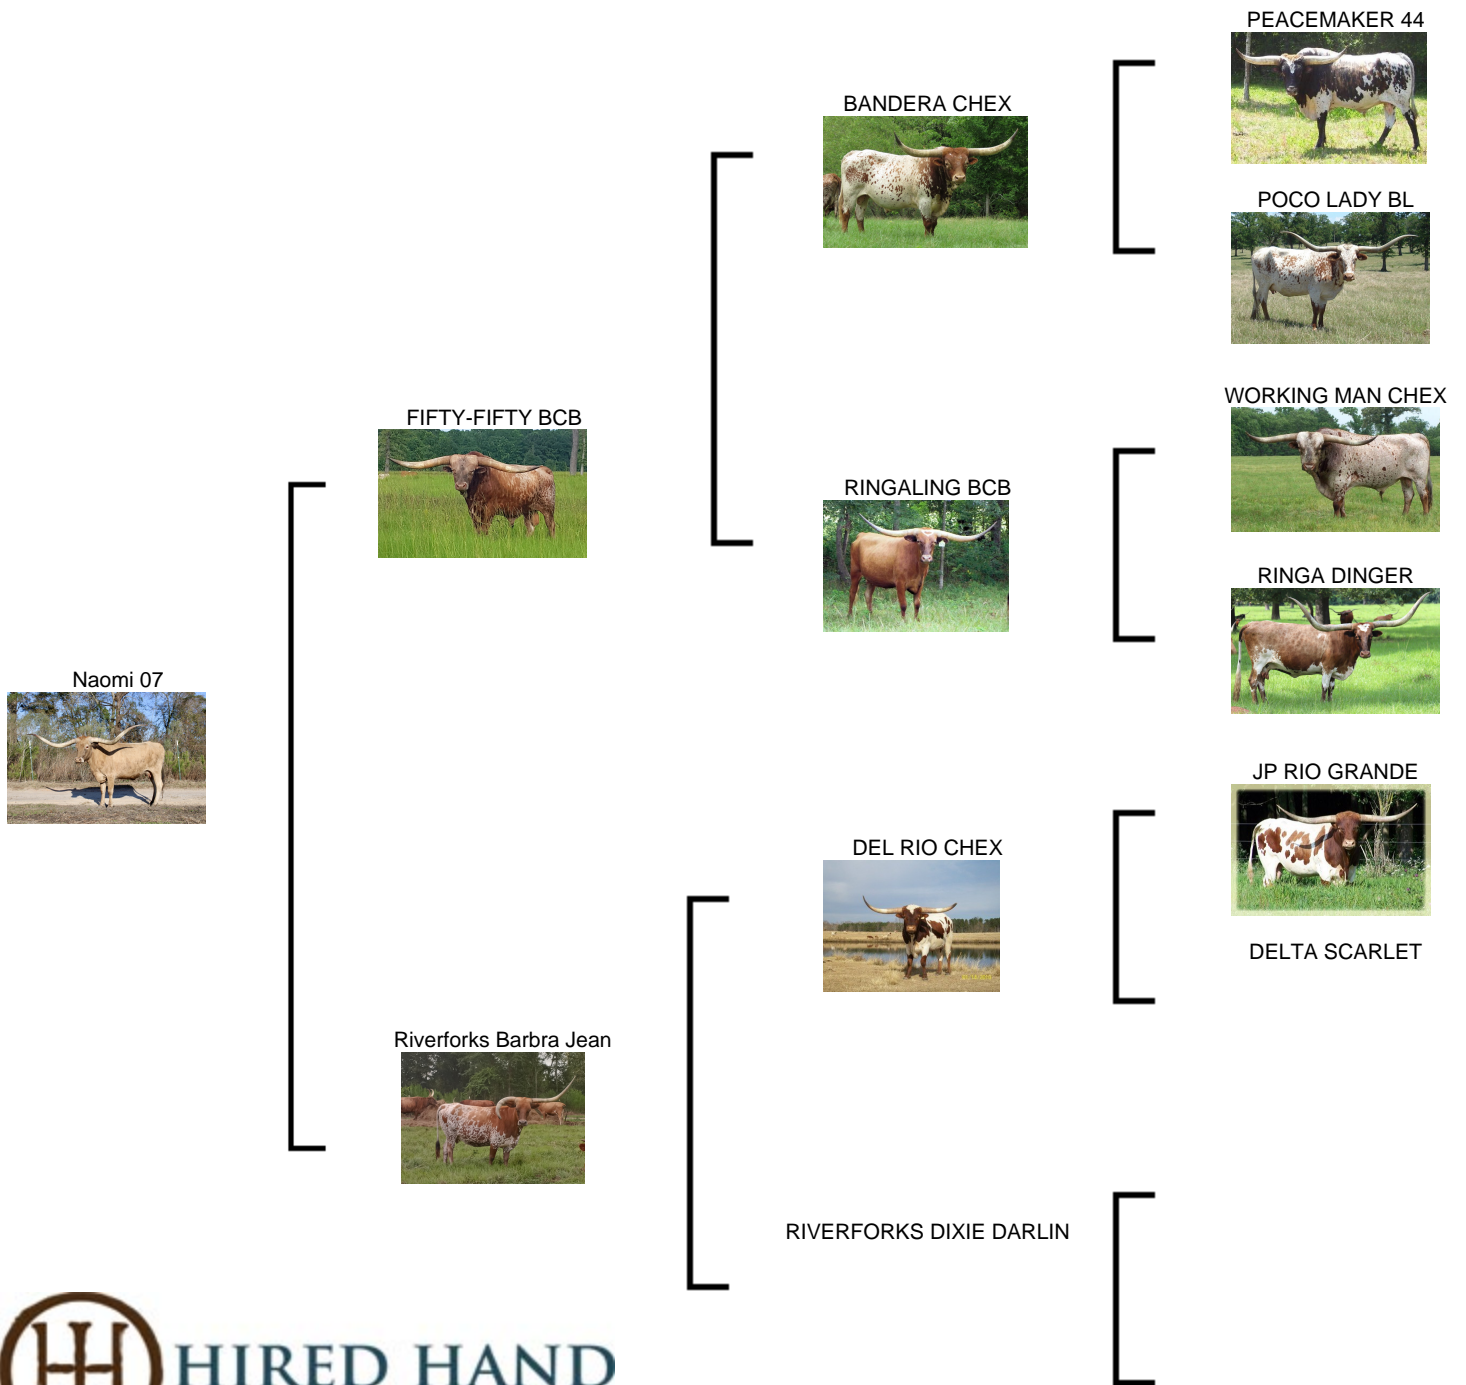 PEACEMAKER 44
BANDERA CHEX
POCO LADY BL
WORKING MAN CHEX
FIFTY-FIFTY BCB
RINGALING BCB
RINGA DINGER
Naomi 07
JP RIO GRANDE
DEL RIO CHEX
DELTA SCARLET
Riverforks Barbra Jean
RIVERFORKS DIXIE DARLIN
HIRED HAND